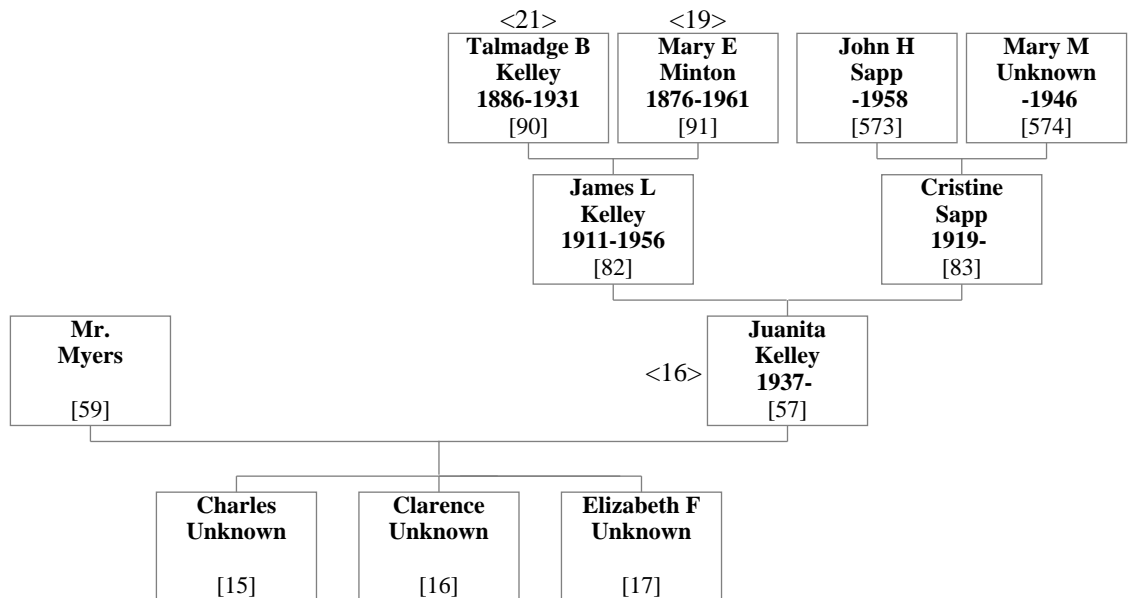 <21>
<19>
Talmadge B
Kelley
1886-1931
[90]
Mary E
Minton
1876-1961
[91]
John H
Sapp
-1958
[573]
Mary M
Unknown
-1946
[574]
James L
Kelley
1911-1956
[82]
Cristine
Sapp
1919-
[83]
Mr.
Myers
[59]
<16>
Juanita
Kelley
1937-
[57]
Charles
Unknown
[15]
Clarence
Unknown
[16]
Elizabeth F
Unknown
[17]